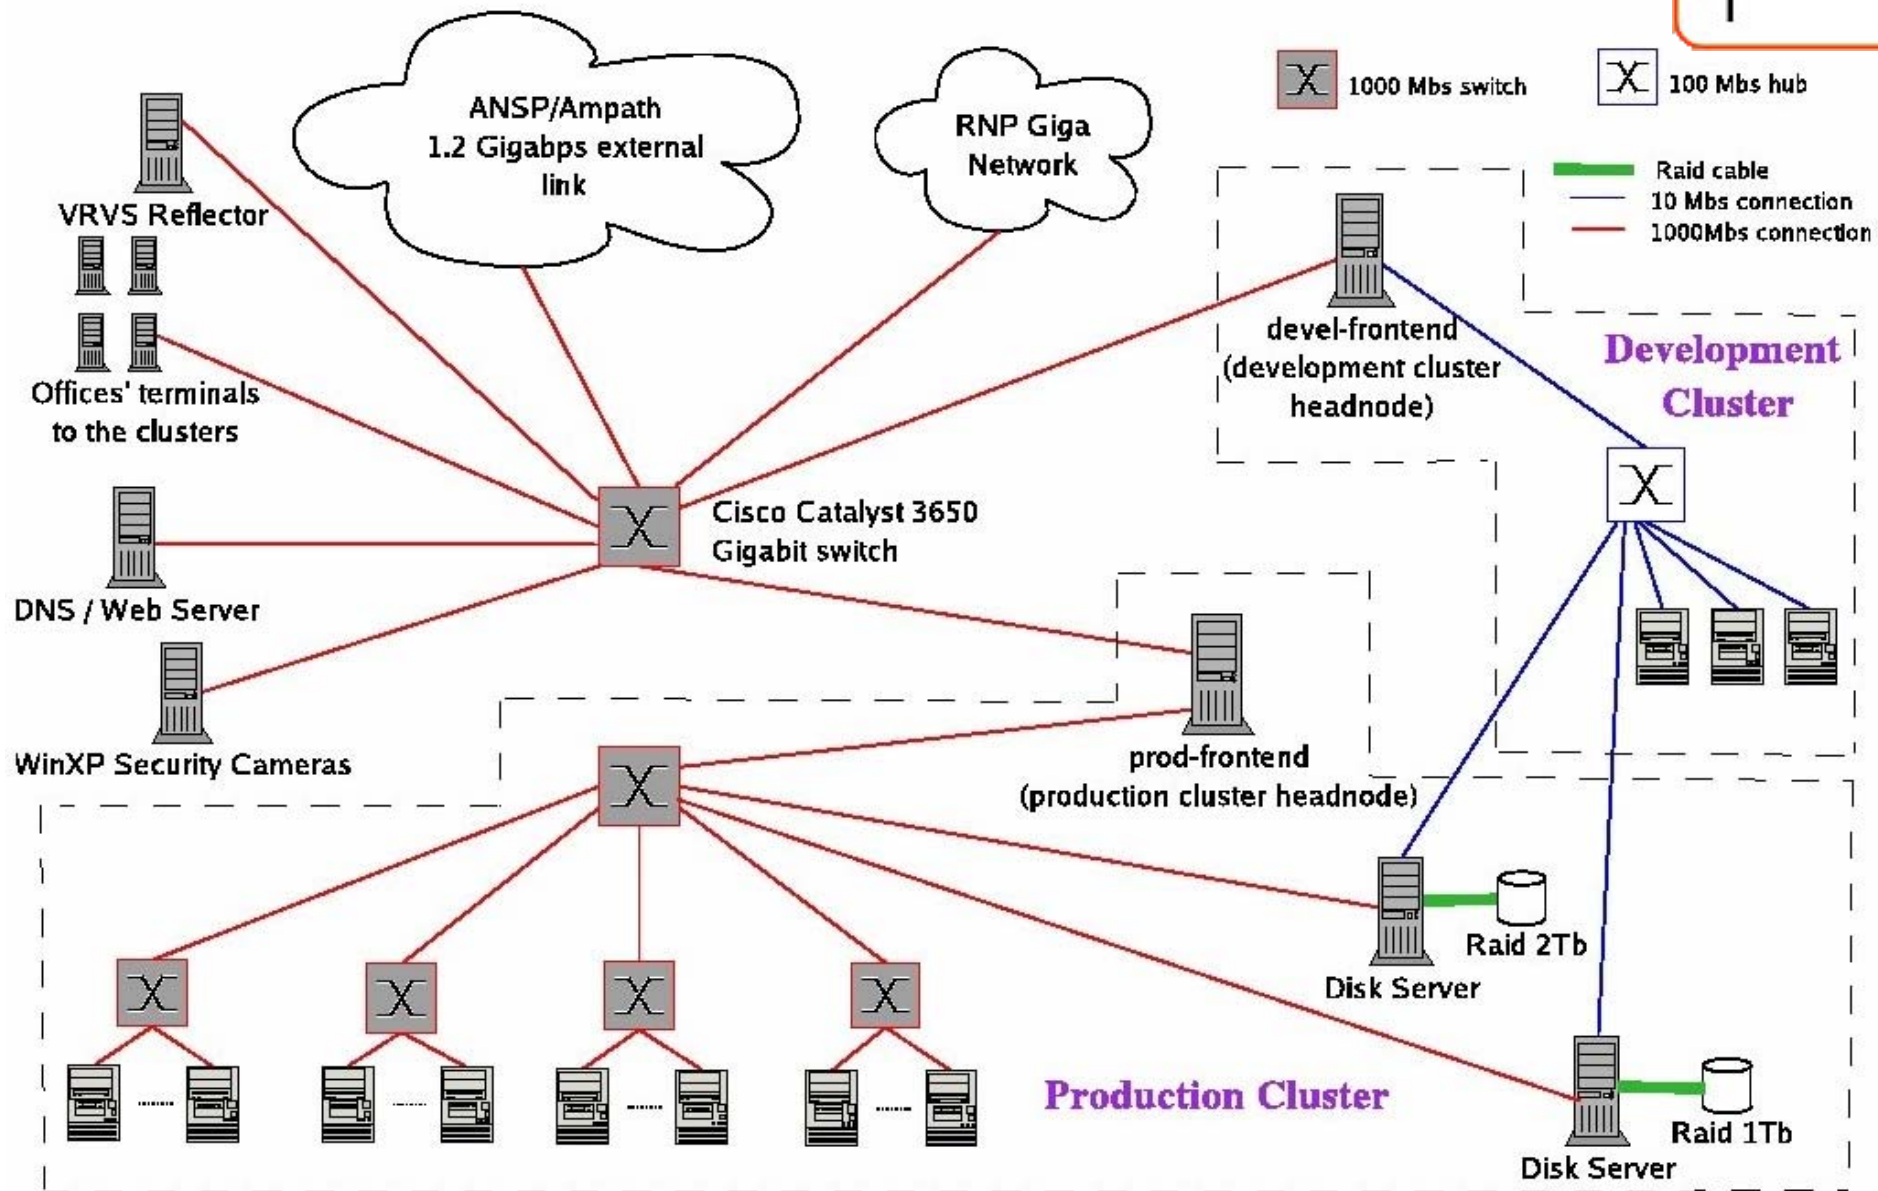 ANSP/Ampath
1.2 Gigabps external
link
RNP Giga
Network
1000 Mbs switch
100 Mbs hub
Raid cable
10 Mbs connection
1000Mbs connection
VRVS Reflector
Offices' terminals
to the clusters
devel-frontend
(development cluster
headnode)
Development
Cluster
Cisco Catalyst 3650
Gigabit switch
DNS / Web Server
WinXP Security Cameras
prod-frontend
(production cluster headnode)
Raid 2Tb
Disk Server
Production Cluster
Raid 1Tb
Disk Server